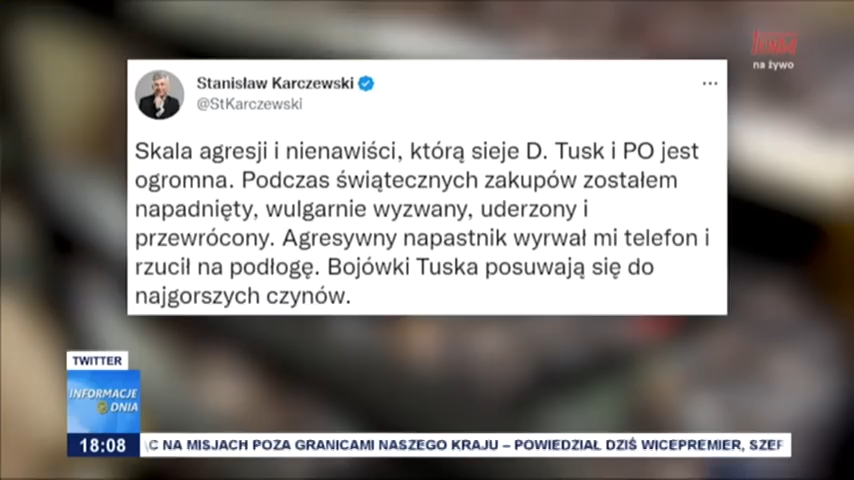 TRWAM
na żywo
Stanisław Karczewski
@StKarczewski
...
Skala agresji i nienawiści, którą sieje D. Tusk i PO jest
ogromna. Podczas świątecznych zakupów zostałem
napadnięty, wulgarnie wyzwany, uderzony i
przewrócony. Agresywny napastnik wyrwał mi telefon i
rzucił na podłogę. Bojówki Tuska posuwają się do
najgorszych czynów.
TWITTER
INFORMACJE
DNIA
18:08
C NA MISJACH POZA GRANICAMI NASZEGO KRAJU – POWIEDZIAŁ DZIŚ WICEPREMIER, SZEF